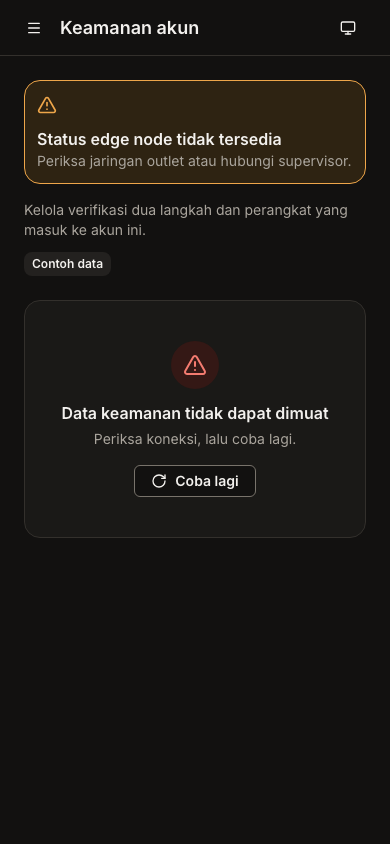 Keamanan akun
Status edge node tidak tersedia
Periksa jaringan outlet atau hubungi supervisor.
Kelola verifikasi dua langkah dan perangkat yang
masuk ke akun ini.
Contoh data
Data keamanan tidak dapat dimuat
Periksa koneksi, lalu coba lagi.
Coba lagi